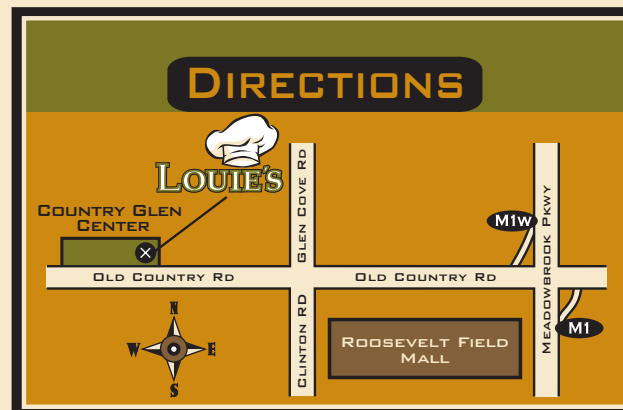 DIRECTIONS
LOUIE'S
COUNTRY GLEN
CENTER
GLEN COVE RD
M1W
MEADOWBROOK PKWY
OLD COUNTRY RD
OLD COUNTRY RD
N
W
E
S
CLINTON RD
ROOSEVELT FIELD
MALL
M1